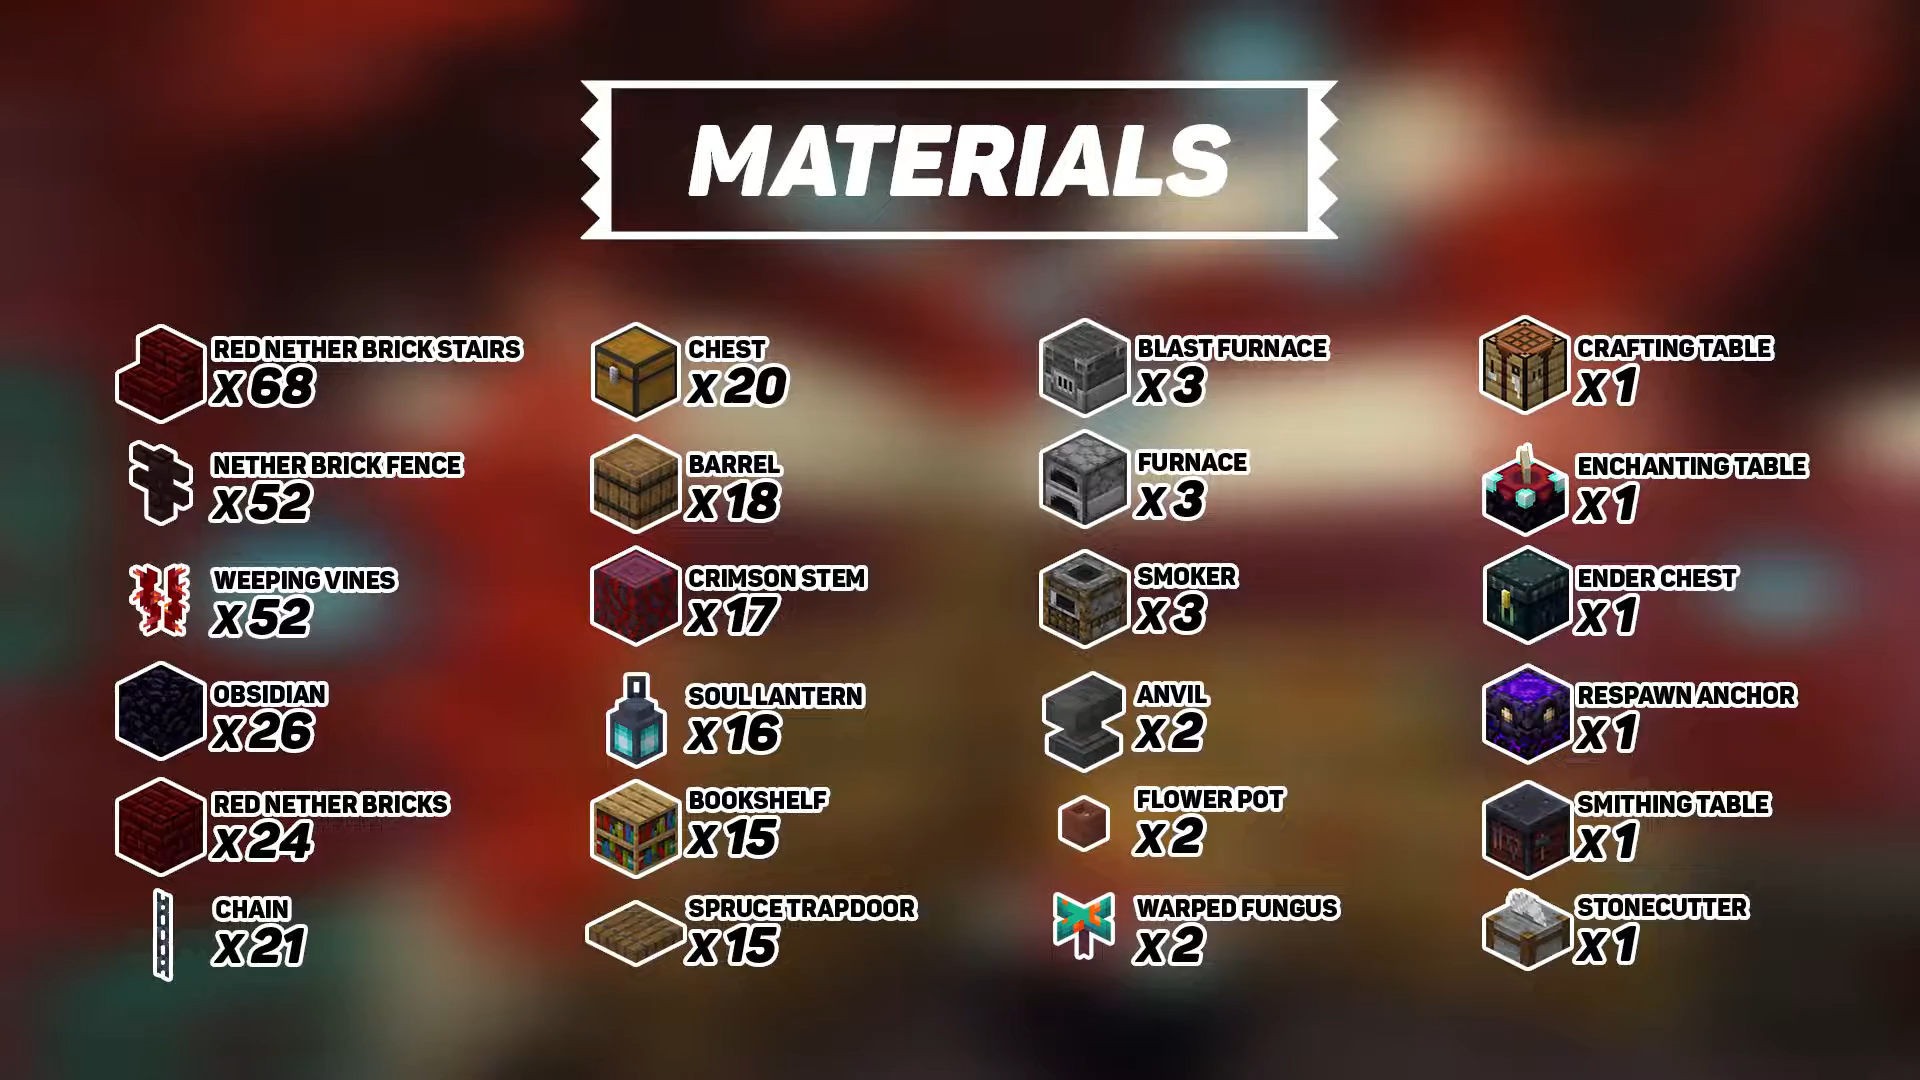 MATERIALS
RED NETHER BRICK STAIRS
X68
NETHER BRICK FENCE
X52
WEEPING VINES
X52
OBSIDIAN
X26
RED NETHER BRICKS
X24
CHAIN
X21
CHEST
X20
BARREL
X18
CRIMSON STEM
X17
SOUL LANTERN
X16
BOOKSHELF
X15
SPRUCE TRAPDOOR
X15
BLAST FURNACE
X3
FURNACE
X3
SMOKER
X3
ANVIL
X2
FLOWER POT
X2
WARPED FUNGUS
X2
CRAFTING TABLE
X1
ENCHANTING TABLE
X1
ENDER CHEST
X1
RESPAWN ANCHOR
X1
SMITHING TABLE
X1
STONECUTTER
X1